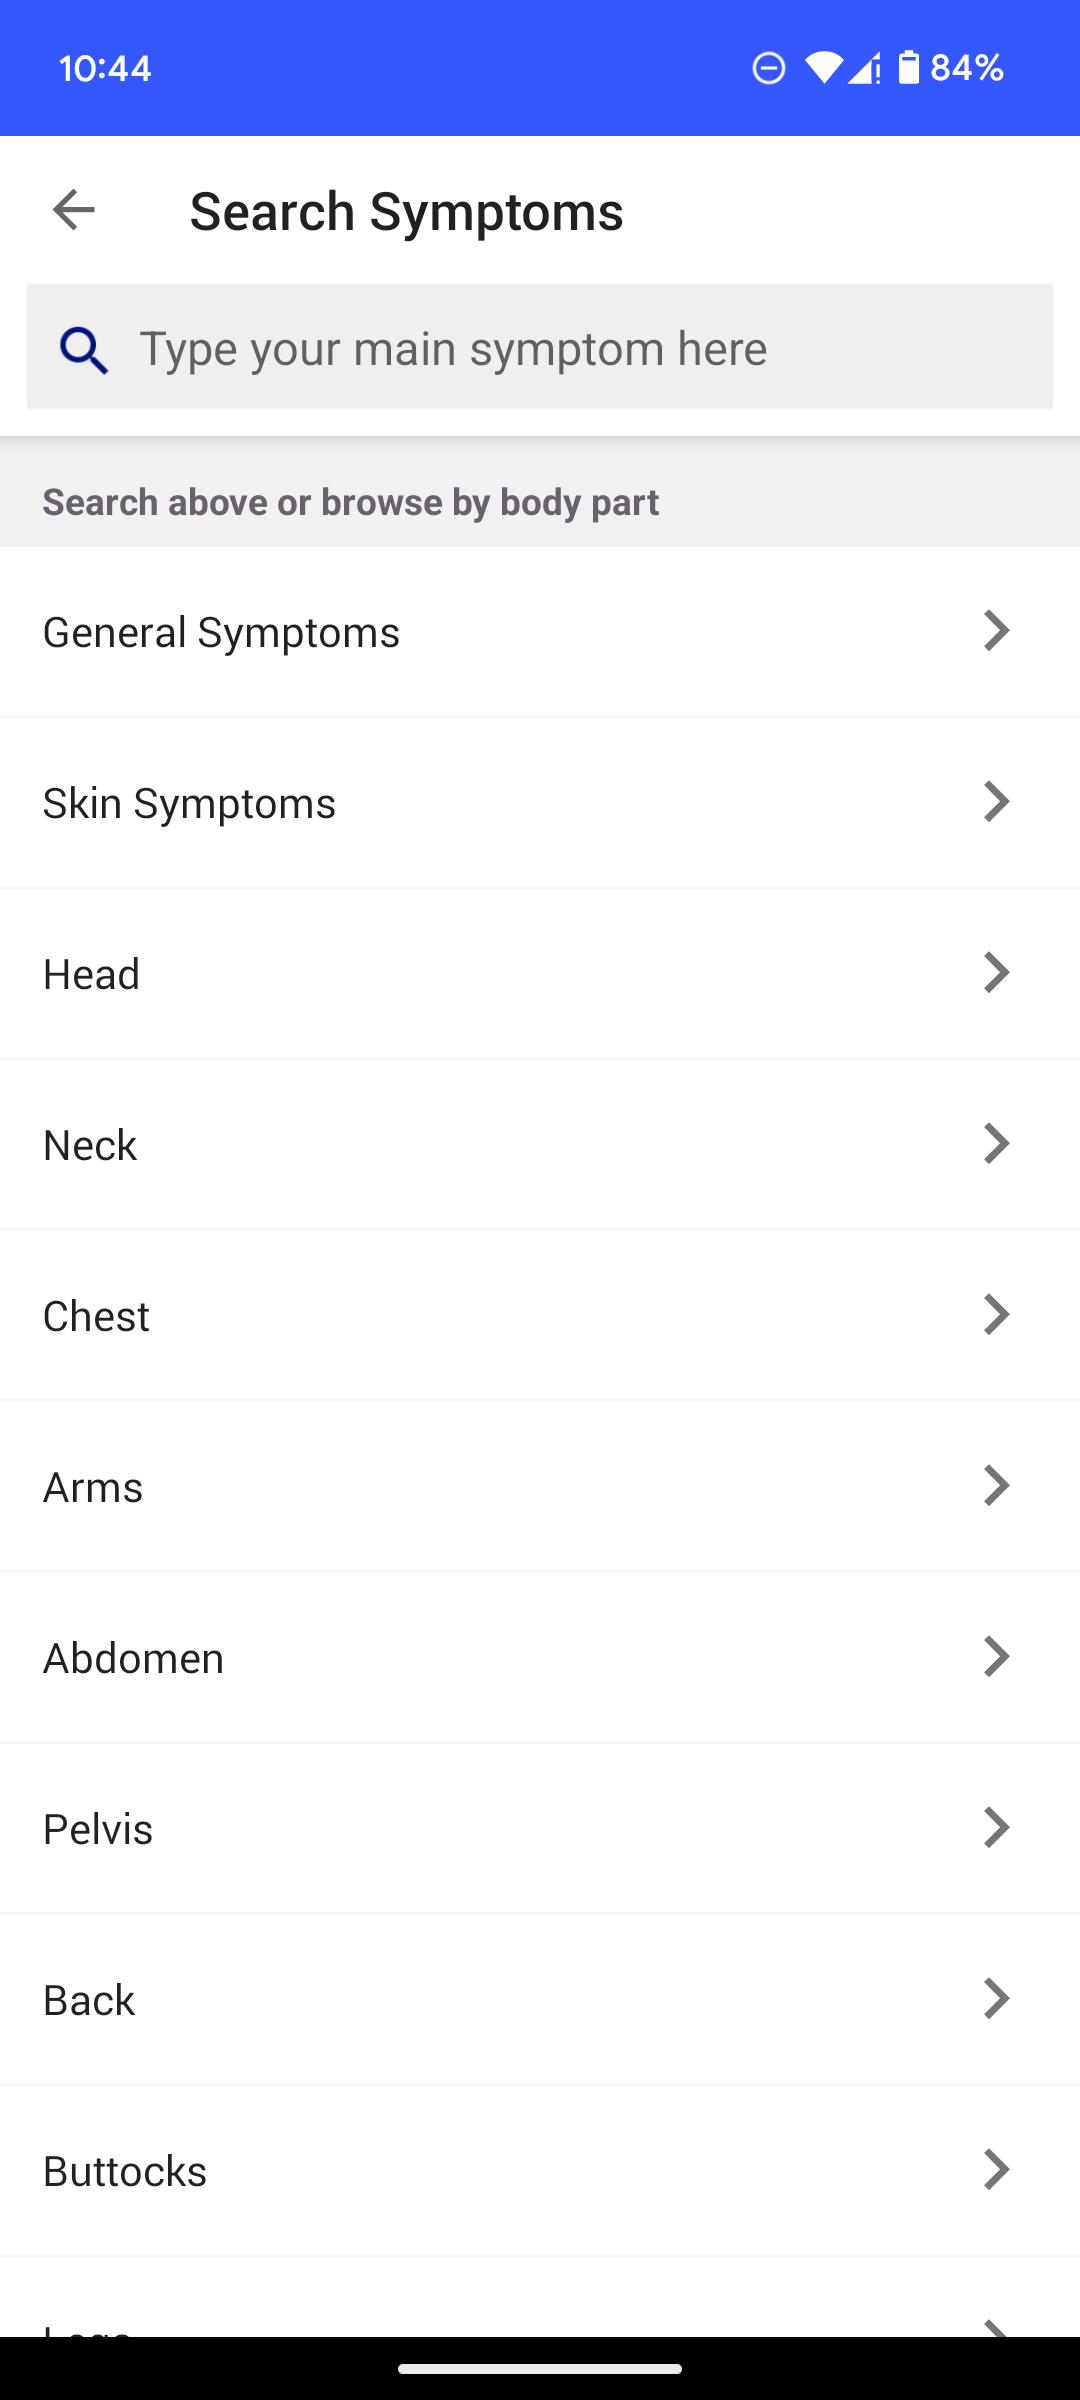 10:44
84%
Search Symptoms
Type your main symptom here
Search above or browse by body part
General Symptoms
Skin Symptoms
Head
Neck
Chest
Arms
Abdomen
Pelvis
Back
Buttocks